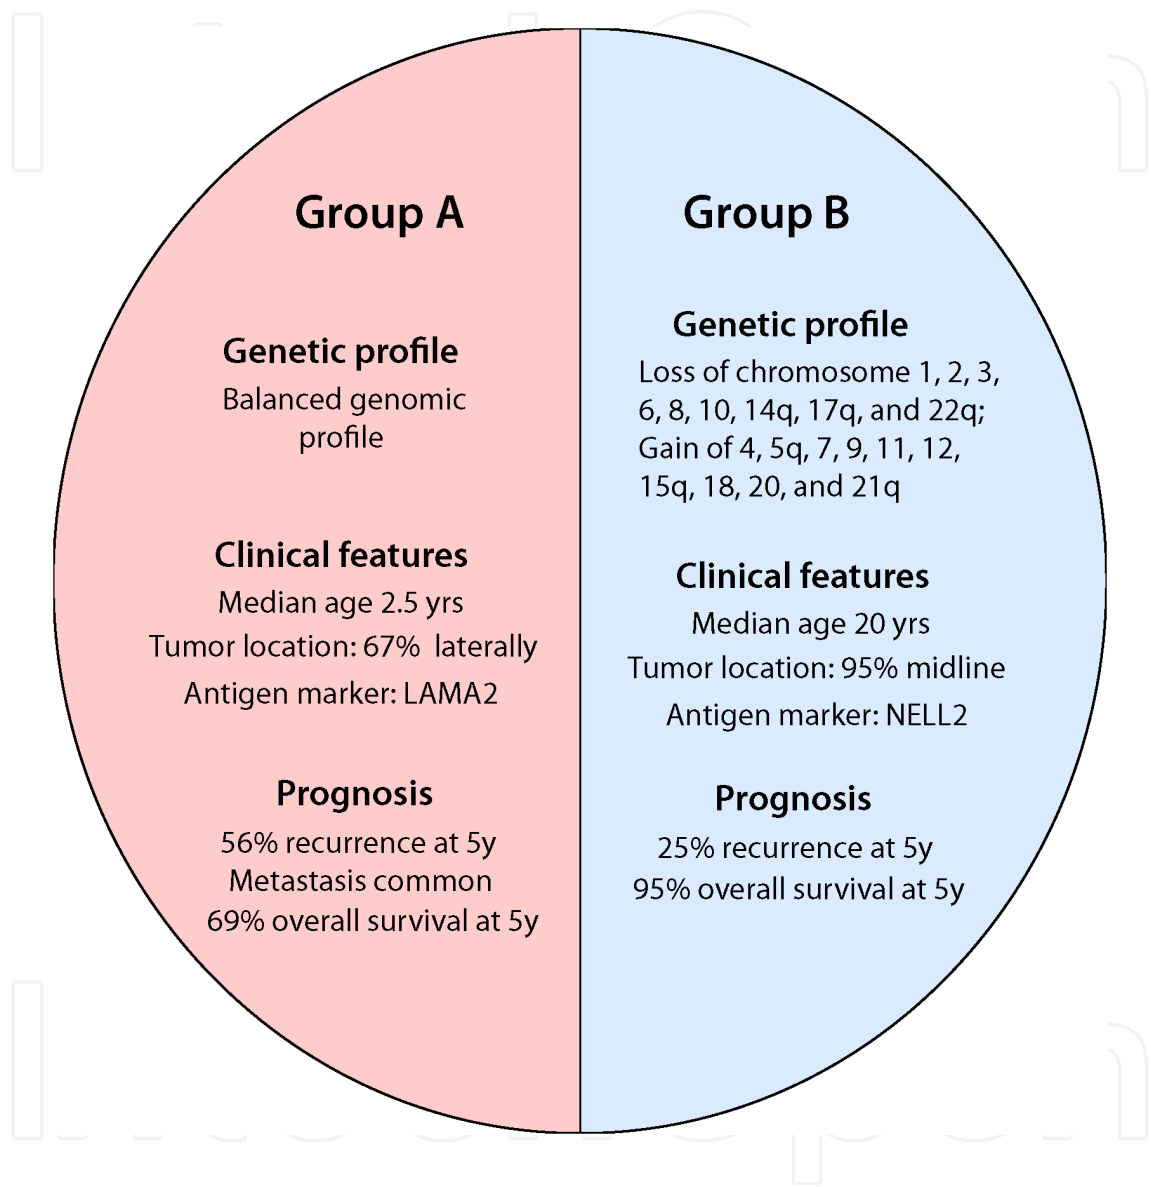 Group A
Genetic profile
Balanced genomic
profile
Clinical features
Median age 2.5 yrs
Tumor location: 67% laterally
Antigen marker: LAMA2
Prognosis
56% recurrence at 5y
Metastasis common
69% overall survival at 5y
Group B
Genetic profile
Loss of chromosome 1, 2, 3,
6, 8, 10, 14q, 17q, and 22q;
Gain of 4, 5q, 7, 9, 11, 12,
15q, 18, 20, and 21q
Clinical features
Median age 20 yrs
Tumor location: 95% midline
Antigen marker: NELL2
Prognosis
25% recurrence at 5y
95% overall survival at 5y